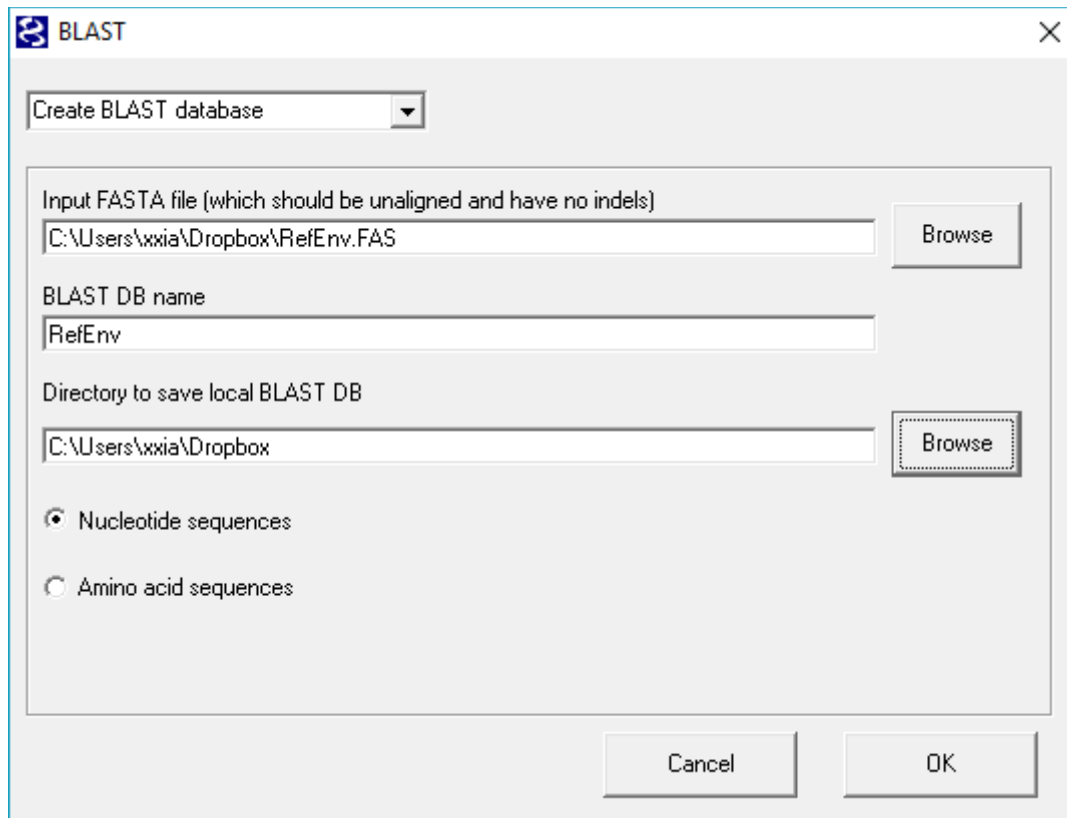 BLAST
Create BLAST database
Input FASTA file (which should be unaligned and have no indels)
C:\Users\xxia\Dropbox\RefEnv.FAS
Browse
BLAST DB name
RefEnv
Directory to save local BLAST DB
C:\Users\xxia\Dropbox
Browse
Nucleotide sequences
Amino acid sequences
Cancel
OK